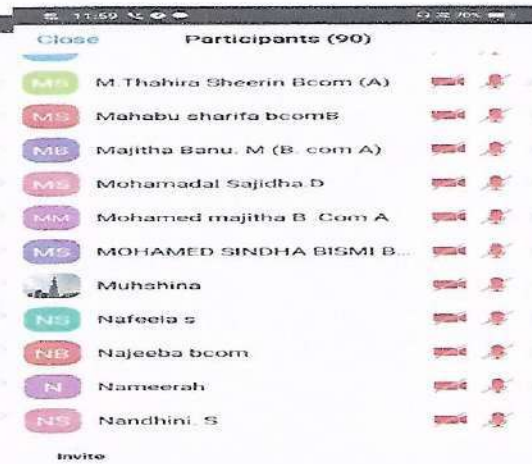 11:59 70%
Close Participants (90)
MS M.Thahira Sheerin Bcom (A)
MS Mahabu sharifa bcomB
MB Majitha Banu. M (B. com A)
MS Mohamadal Sajidha.D
MM Mohamed majitha B .Com A
MS MOHAMED SINDHA BISMI B...
Muhshina
NS Nafeela s
NB Najeeba bcom
N Nameerah
NS Nandhini. S
Invite